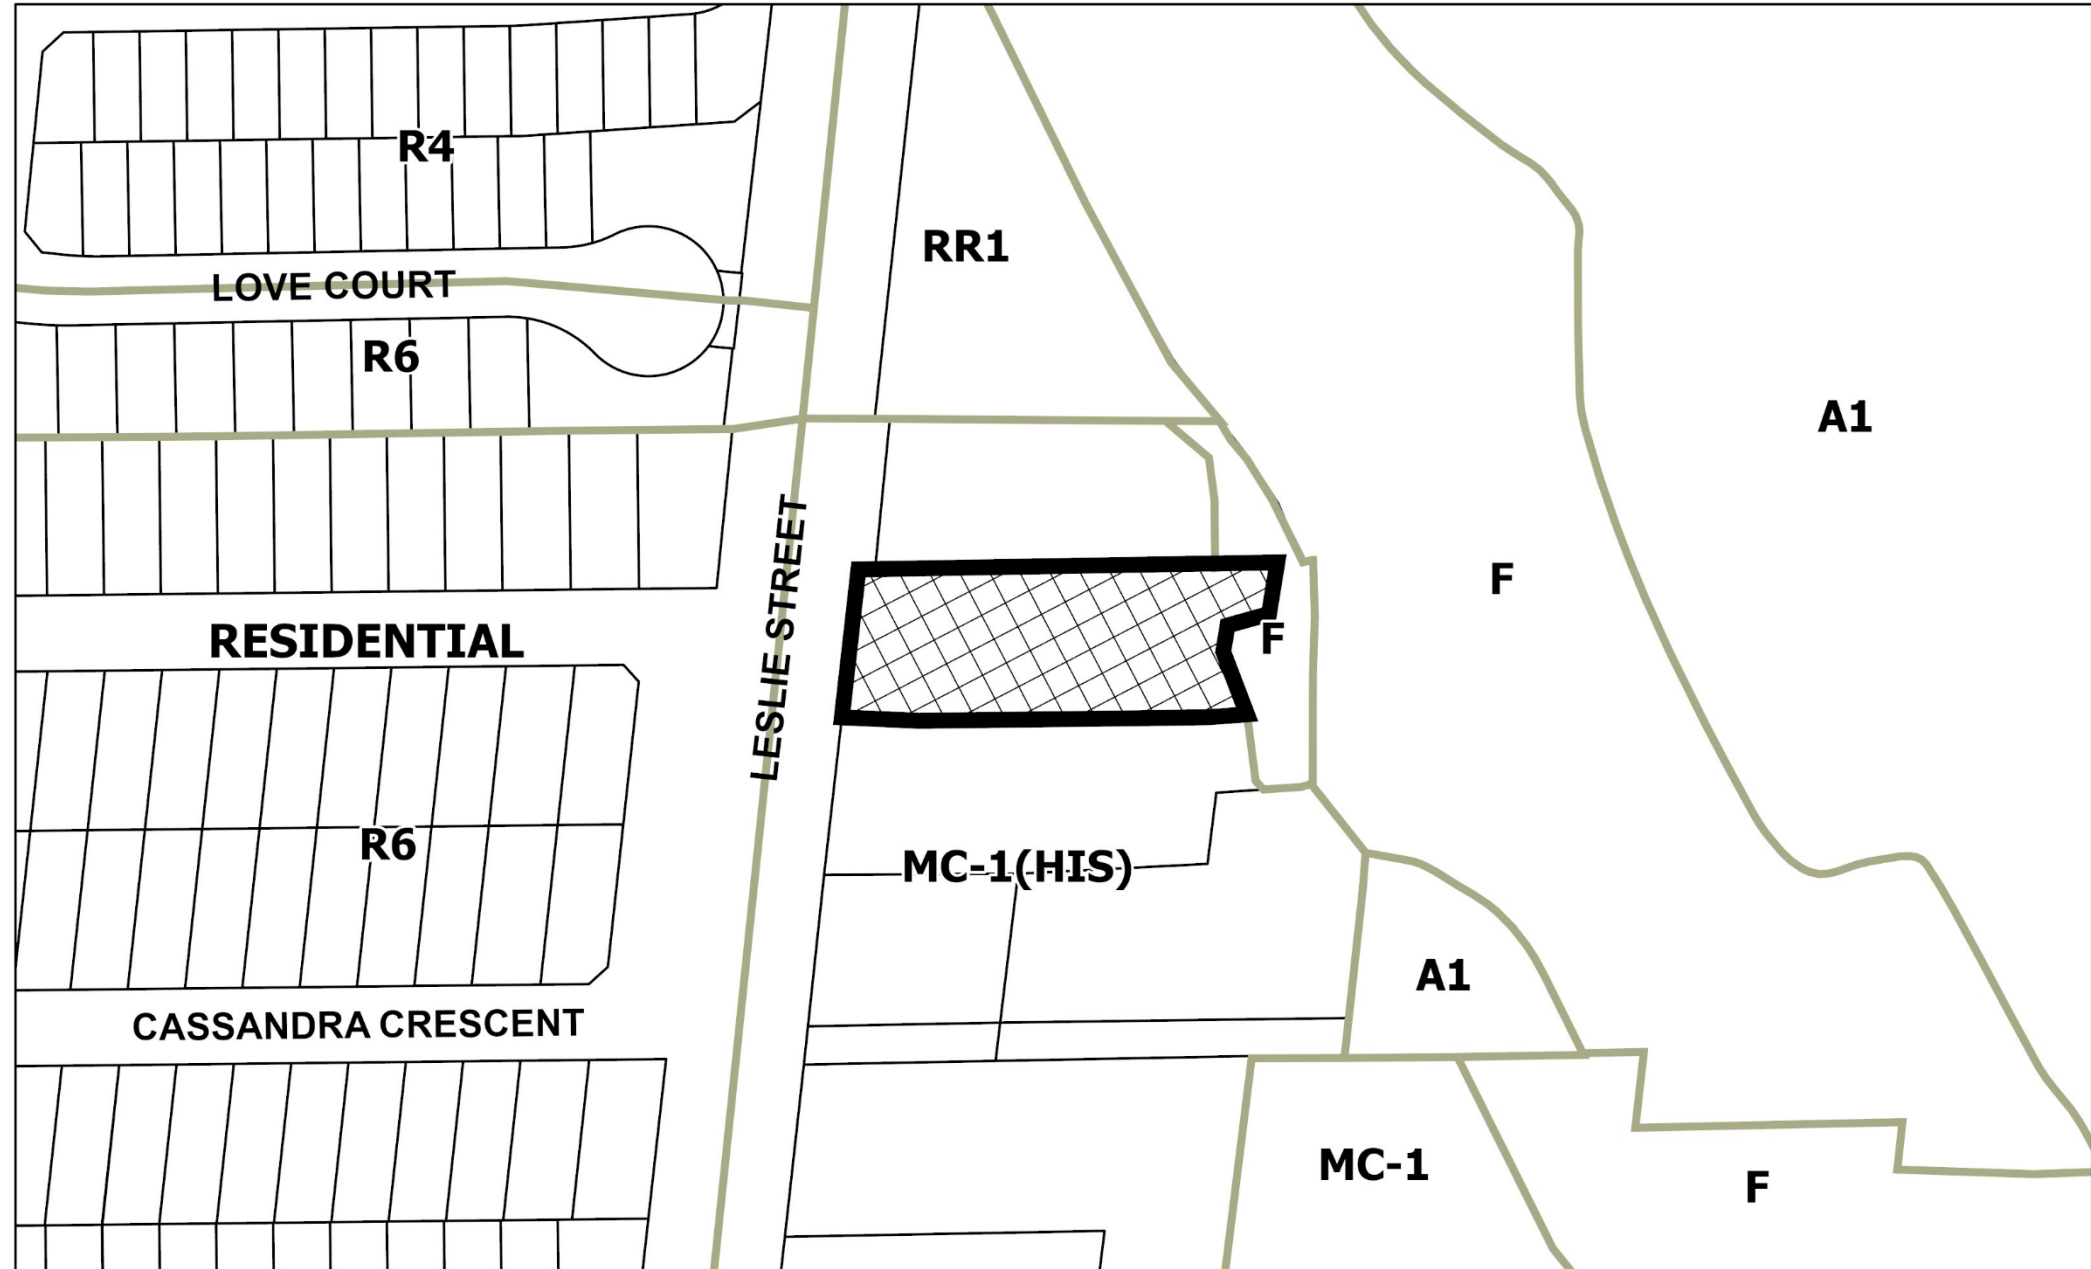 R4
RR1
LOVE COURT
R6
A1
F
LESLIE STREET
RESIDENTIAL
F
R6
MC-1(HIS)
A1
CASSANDRA CRESCENT
MC-1
F